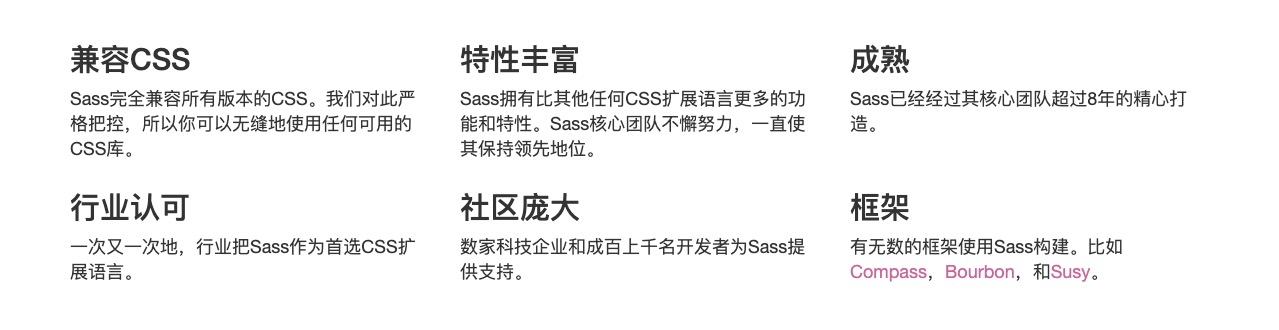 兼容CSS
Sass完全兼容所有版本的CSS。我们对此严
格把控，所以你可以无缝地使用任何可用的
CSS库。
特性丰富
Sass拥有比其他任何CSS扩展语言更多的功
能和特性。Sass核心团队不懈努力，一直使
其保持领先地位。
成熟
Sass已经经过其核心团队超过8年的精心打
造。
行业认可
一次又一次地，行业把Sass作为首选CSS扩
展语言。
社区庞大
数家科技企业和成百上千名开发者为Sass提
供支持。
框架
有无数的框架使用Sass构建。比如
Compass，Bourbon，和Susy。